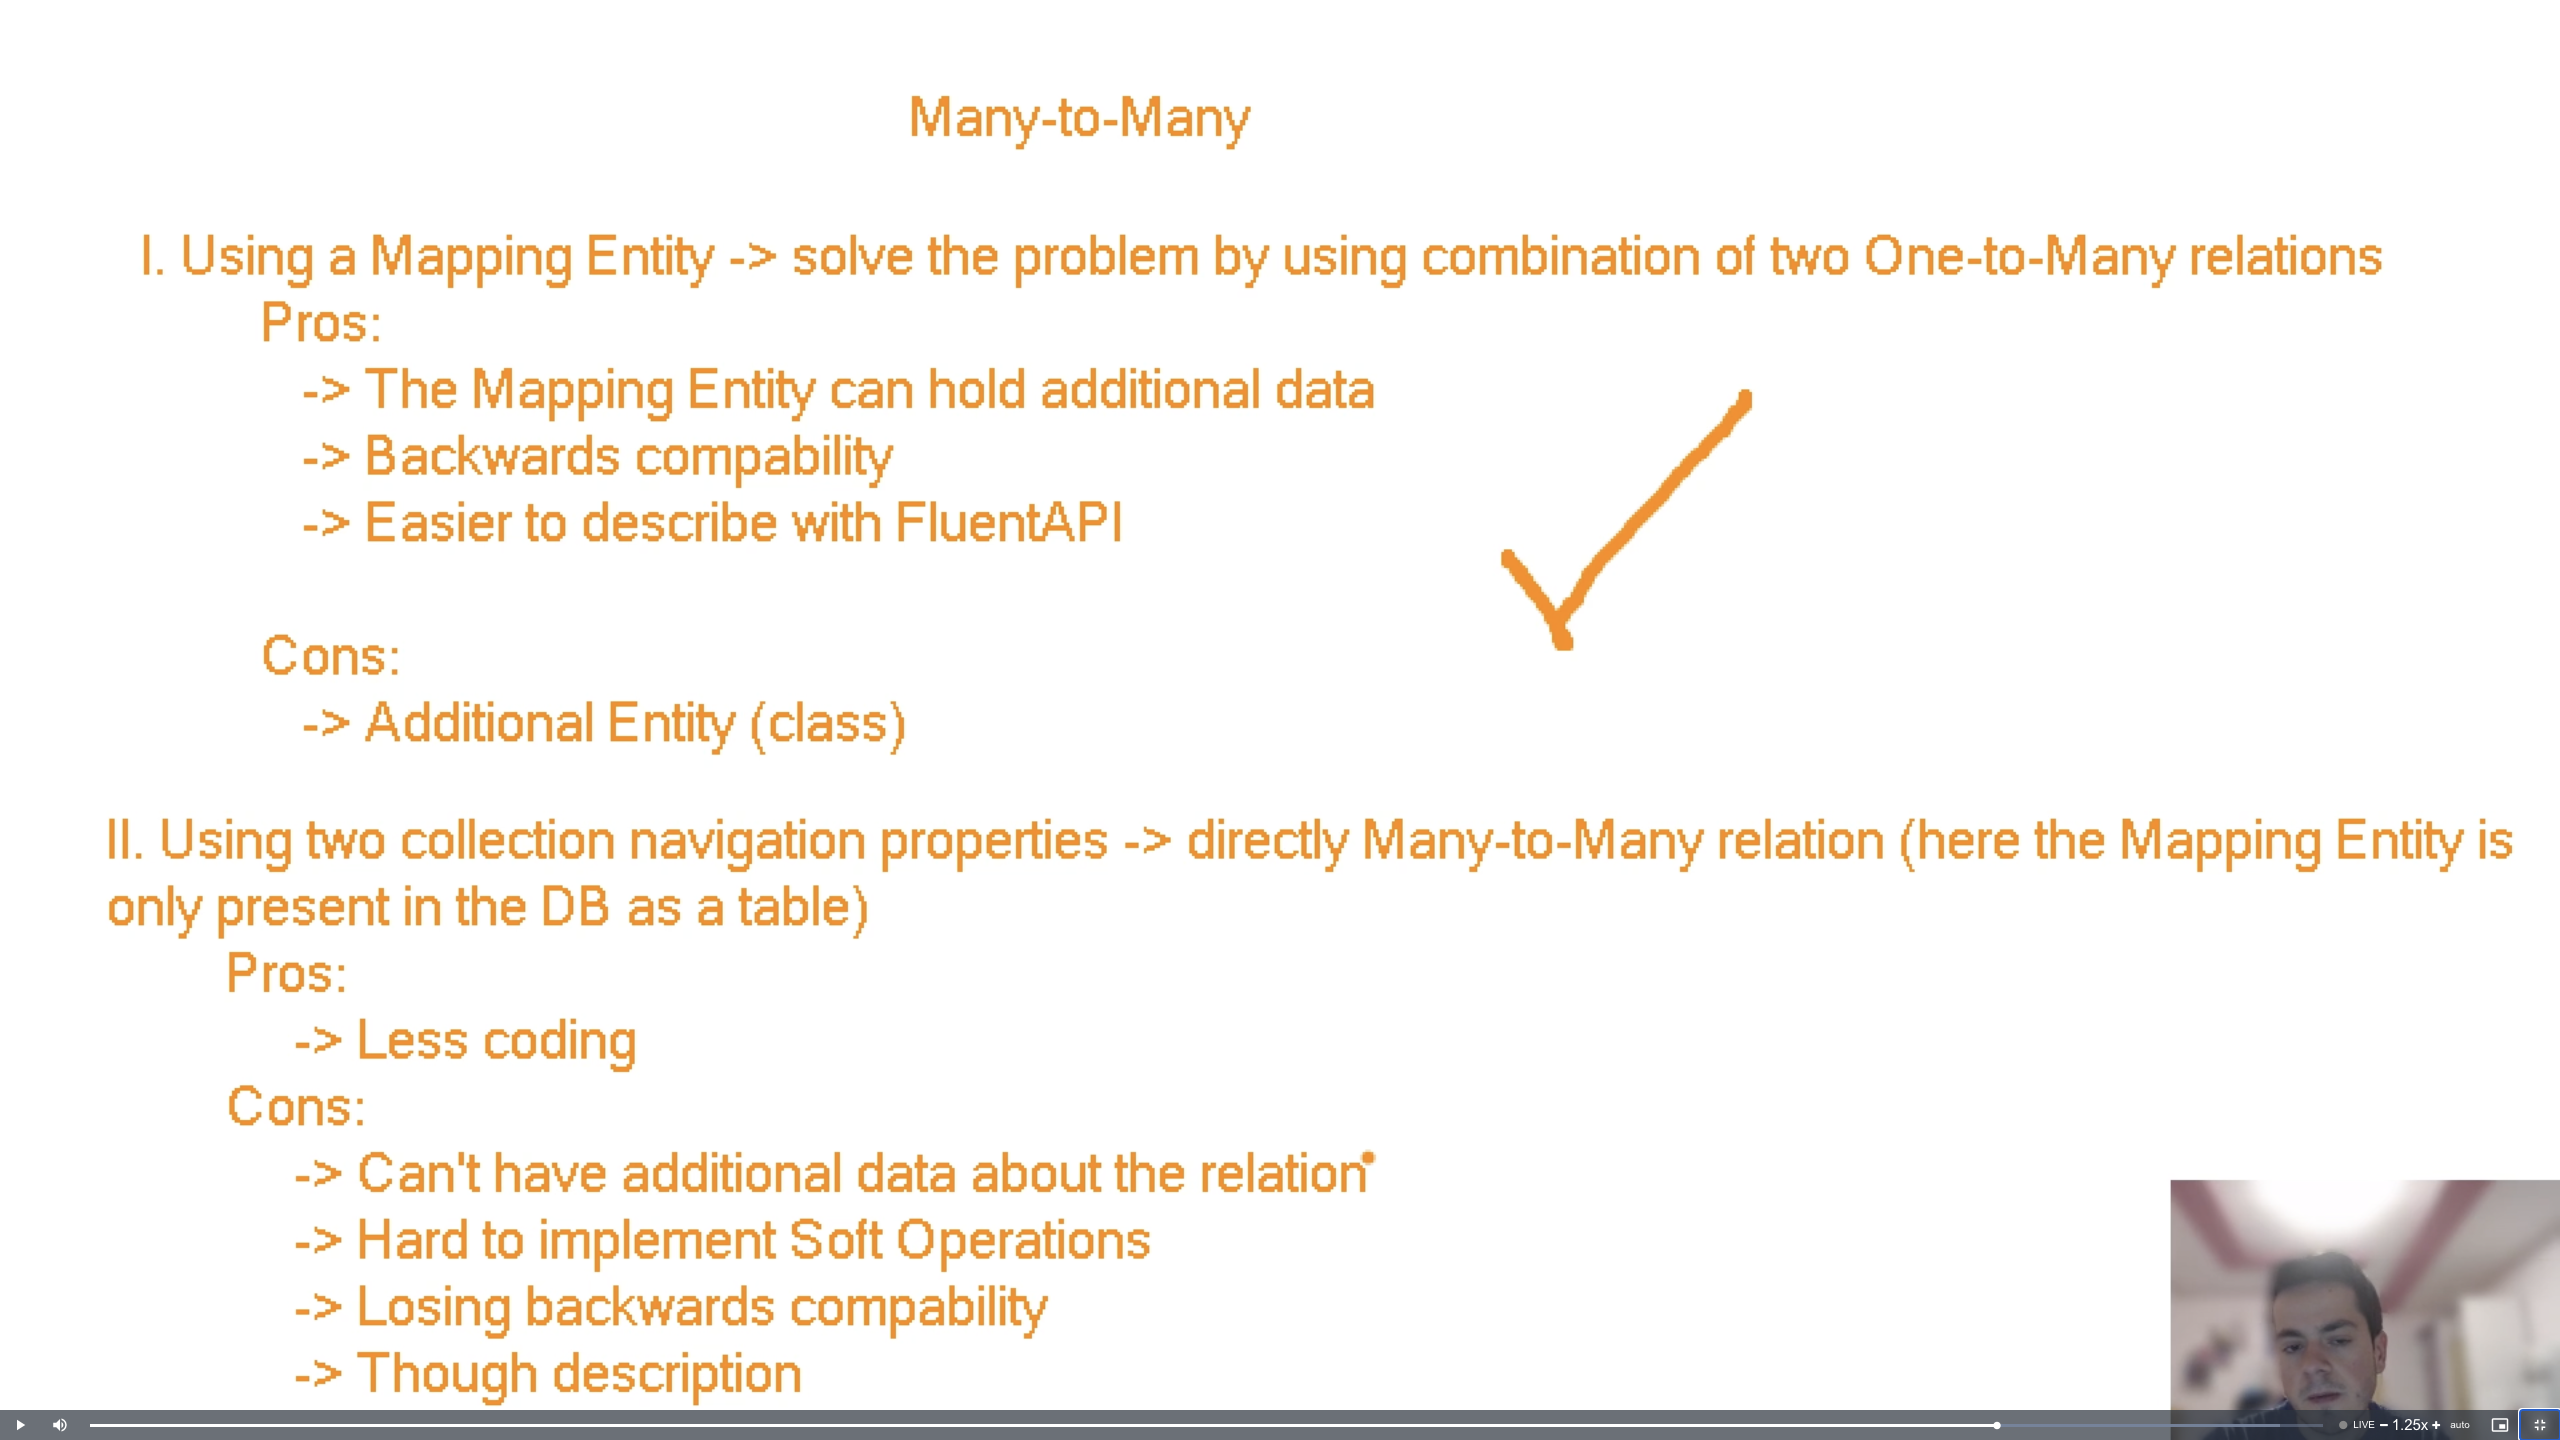 Many-to-Many
I. Using a Mapping Entity -> solve the problem by using combination of two One-to-Many relations
Pros:
-> The Mapping Entity can hold additional data
-> Backwards compability
-> Easier to describe with FluentAPI
Cons:
-> Additional Entity (class)
II. Using two collection navigation properties -> directly Many-to-Many relation (here the Mapping Entity is
only present in the DB as a table)
Pros:
-> Less coding
Cons:
-> Can't have additional data about the relation
-> Hard to implement Soft Operations
-> Losing backwards compability
-> Though description
LIVE - 1.25x + auto